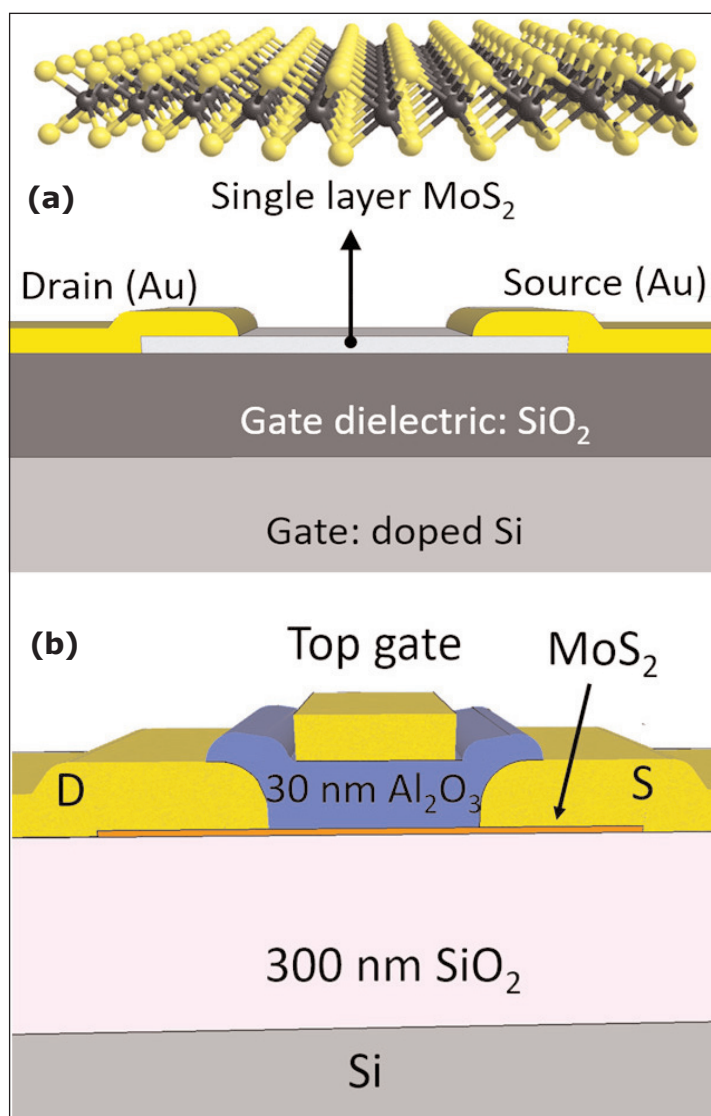 (a)
Single layer MoS₂
Drain (Au)
Source (Au)
Gate dielectric: SiO₂
Gate: doped Si
(b)
Top gate
MoS₂
D
30 nm Al₂O₃
S
300 nm SiO₂
Si